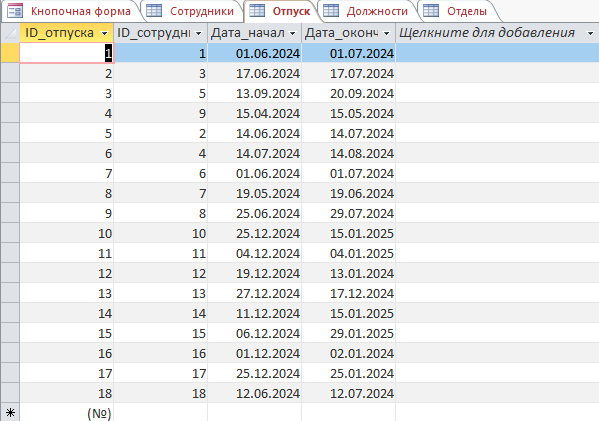 Кнопочная форма Сотрудники Отпуск Должности Отделы
ID_отпуска ID_сотрудни Дата_начал Дата_оконч Щелкните для добавления
1 1 01.06.2024 01.07.2024
2 3 17.06.2024 17.07.2024
3 5 13.09.2024 20.09.2024
4 9 15.04.2024 15.05.2024
5 2 14.06.2024 14.07.2024
6 4 14.07.2024 14.08.2024
7 6 01.06.2024 01.07.2024
8 7 19.05.2024 19.06.2024
9 8 25.06.2024 29.07.2024
10 10 25.12.2024 15.01.2025
11 11 04.12.2024 04.01.2025
12 12 19.12.2024 13.01.2024
13 13 27.12.2024 17.12.2024
14 14 11.12.2024 15.01.2025
15 15 06.12.2024 29.01.2025
16 16 01.12.2024 02.01.2024
17 17 25.12.2024 25.01.2024
18 18 12.06.2024 12.07.2024
(№)